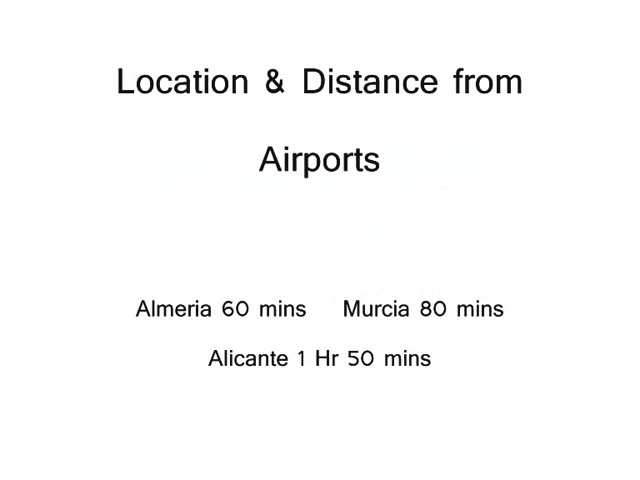 Location & Distance from
Airports
Almeria 60 mins Murcia 80 mins
Alicante 1 Hr 50 mins